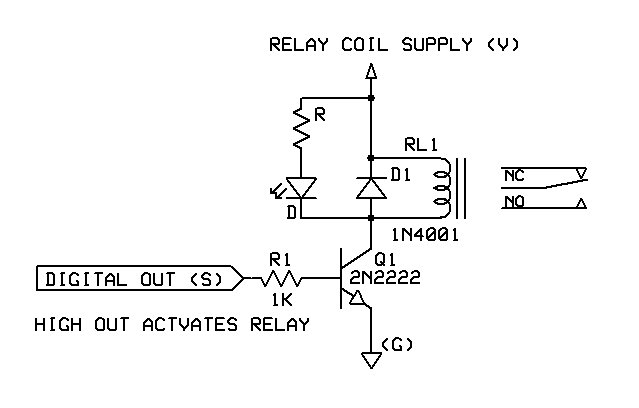 RELAY COIL SUPPLY (V)
R
RL1
D1
NC
NO
D
1N4001
R1
Q1
DIGITAL OUT (S)
2N2222
1K
HIGH OUT ACTVATES RELAY
(G)